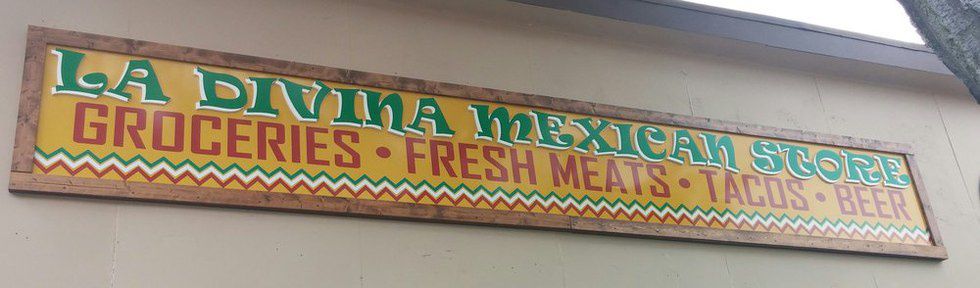 LA DIVINA MEXICAN STORE
GROCERIES • FRESH MEATS • TACOS • BEER